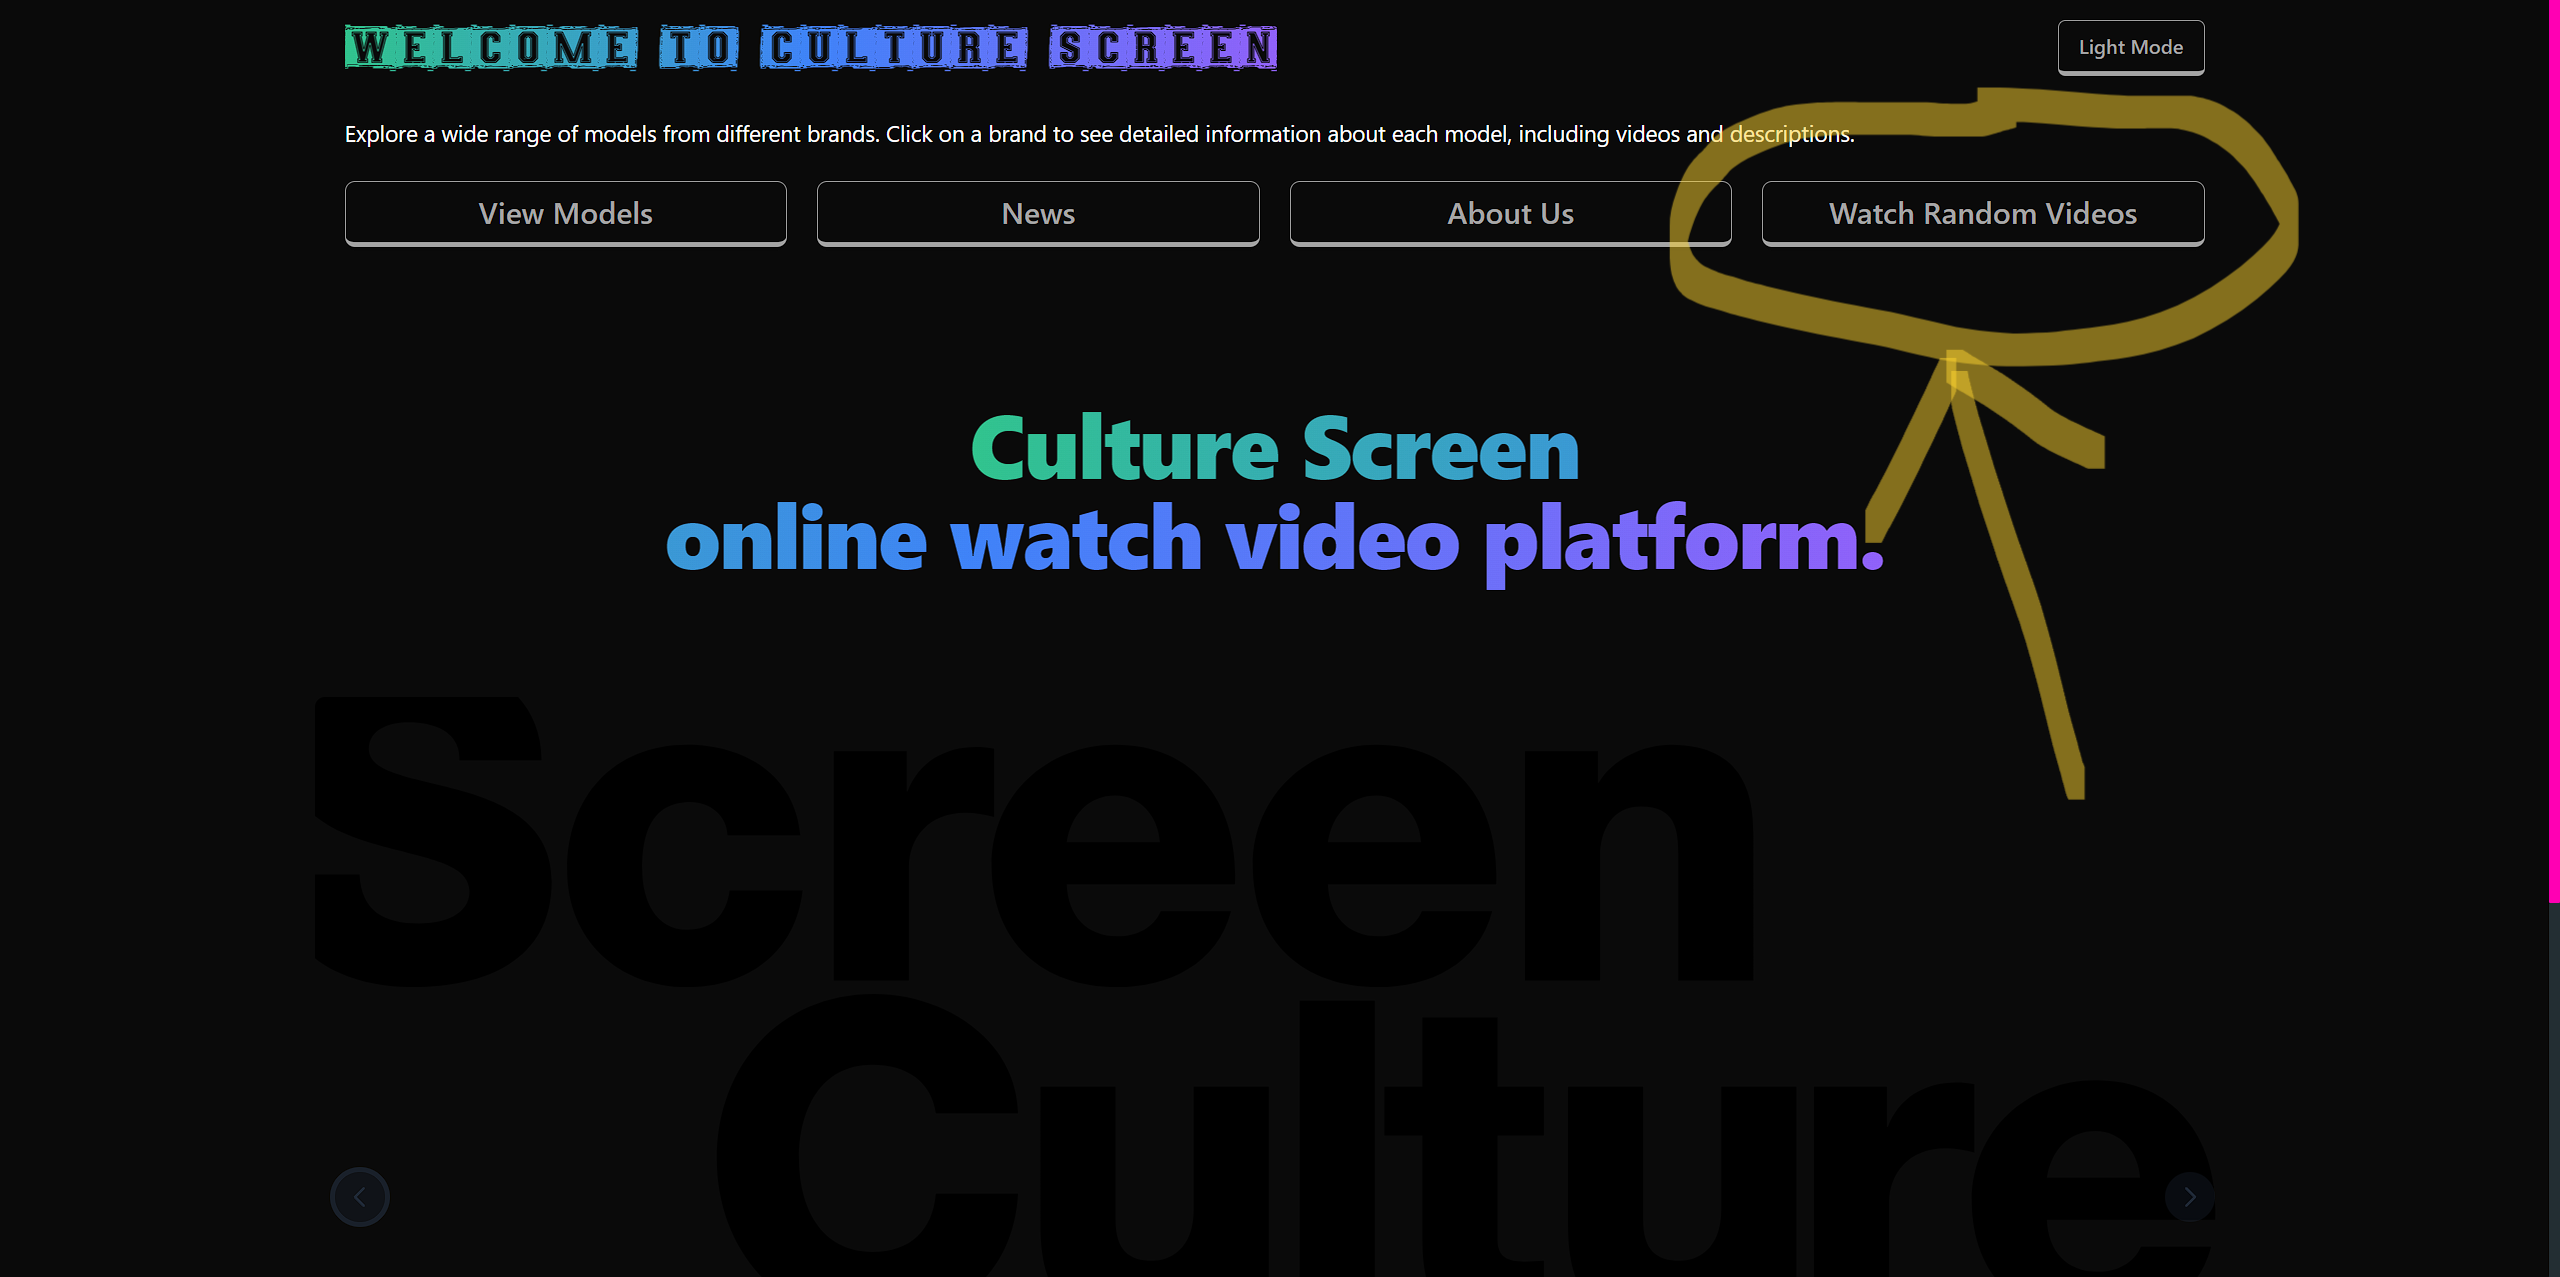 WELCOME TO CULTURE SCREEN
Light Mode
Explore a wide range of models from different brands. Click on a brand to see detailed information about each model, including videos and descriptions.
View Models
News
About Us
Watch Random Videos
Culture Screen
online watch video platform.
Screen
Culture